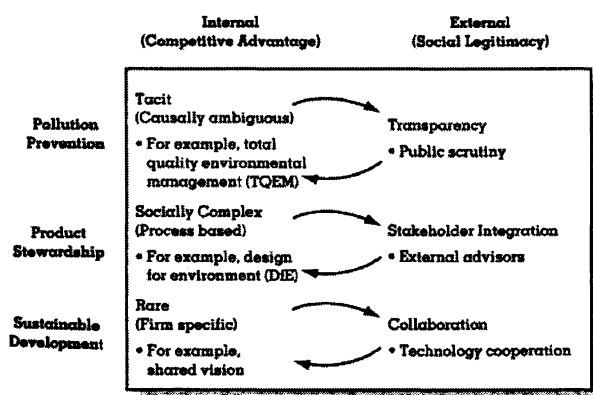 Internal
(Competitive Advantage)
External
(Social Legitimacy)
Pollution
Prevention
Tacit
(Causally ambiguous)
• For example, total
quality environmental
management (TQEM)
Transparency
• Public scrutiny
Product
Stewardship
Socially Complex
(Process based)
• For example, design
for environment (DfE)
Stakeholder Integration
• External advisors
Sustainable
Development
Rare
(Firm specific)
• For example,
shared vision
Collaboration
• Technology cooperation